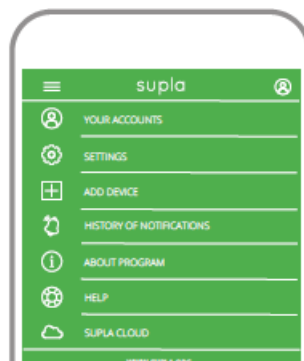 supla
YOUR ACCOUNTS
SETTINGS
ADD DEVICE
HISTORY OF NOTIFICATIONS
ABOUT PROGRAM
HELP
SUPLA CLOUD